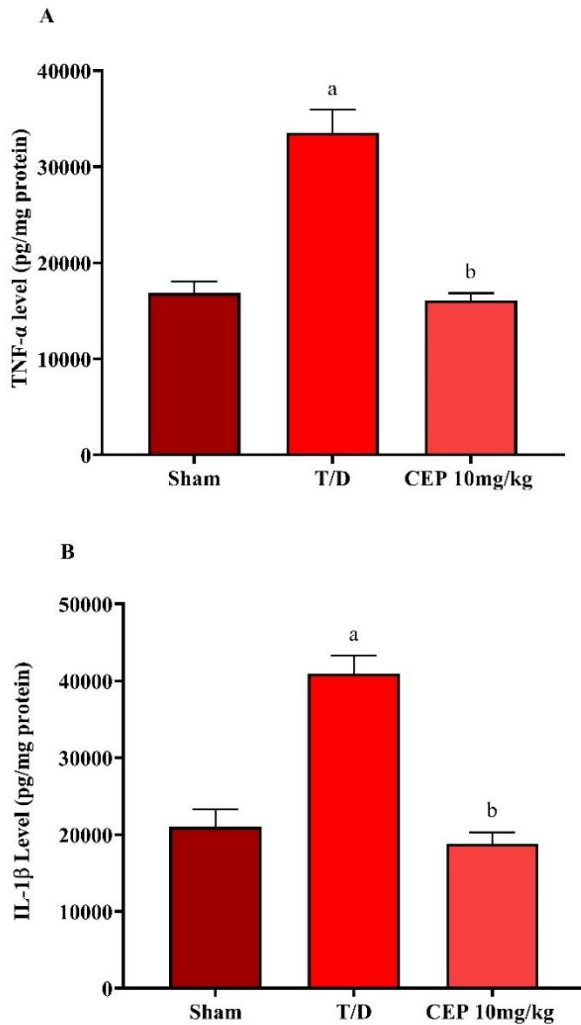 A
TNF-α level (pg/mg protein)
40000
30000
20000
10000
0
a
b
Sham T/D CEP 10mg/kg
B
IL-1β Level (pg/mg protein)
50000
40000
30000
20000
10000
0
a
b
Sham T/D CEP 10mg/kg